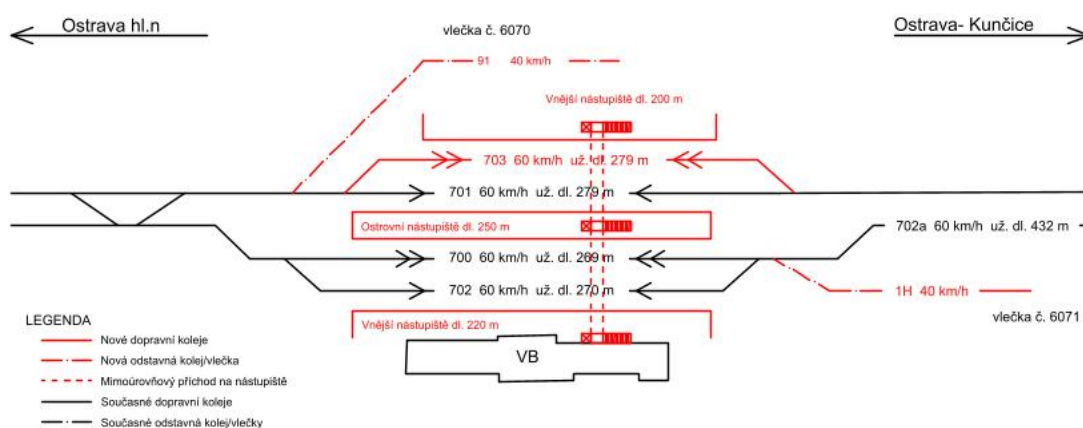 Ostrava hl.n
Ostrava- Kunčice
vlečka č. 6070
91 40 km/h
Vnější nástupiště dl. 200 m
703 60 km/h už. dl. 279 m
701 60 km/h už. dl. 279 m
Ostrovní nástupiště dl. 250 m
702a 60 km/h už. dl. 432 m
700 60 km/h už. dl. 269 m
702 60 km/h už. dl. 270 m
1H 40 km/h
vlečka č. 6071
Vnější nástupiště dl. 220 m
VB
LEGENDA
Nové dopravní koleje
Nová odstavná kolej/vlečka
Mimoúrovňový příchod na nástupiště
Současné dopravní koleje
Současné odstavná kolej/vlečky